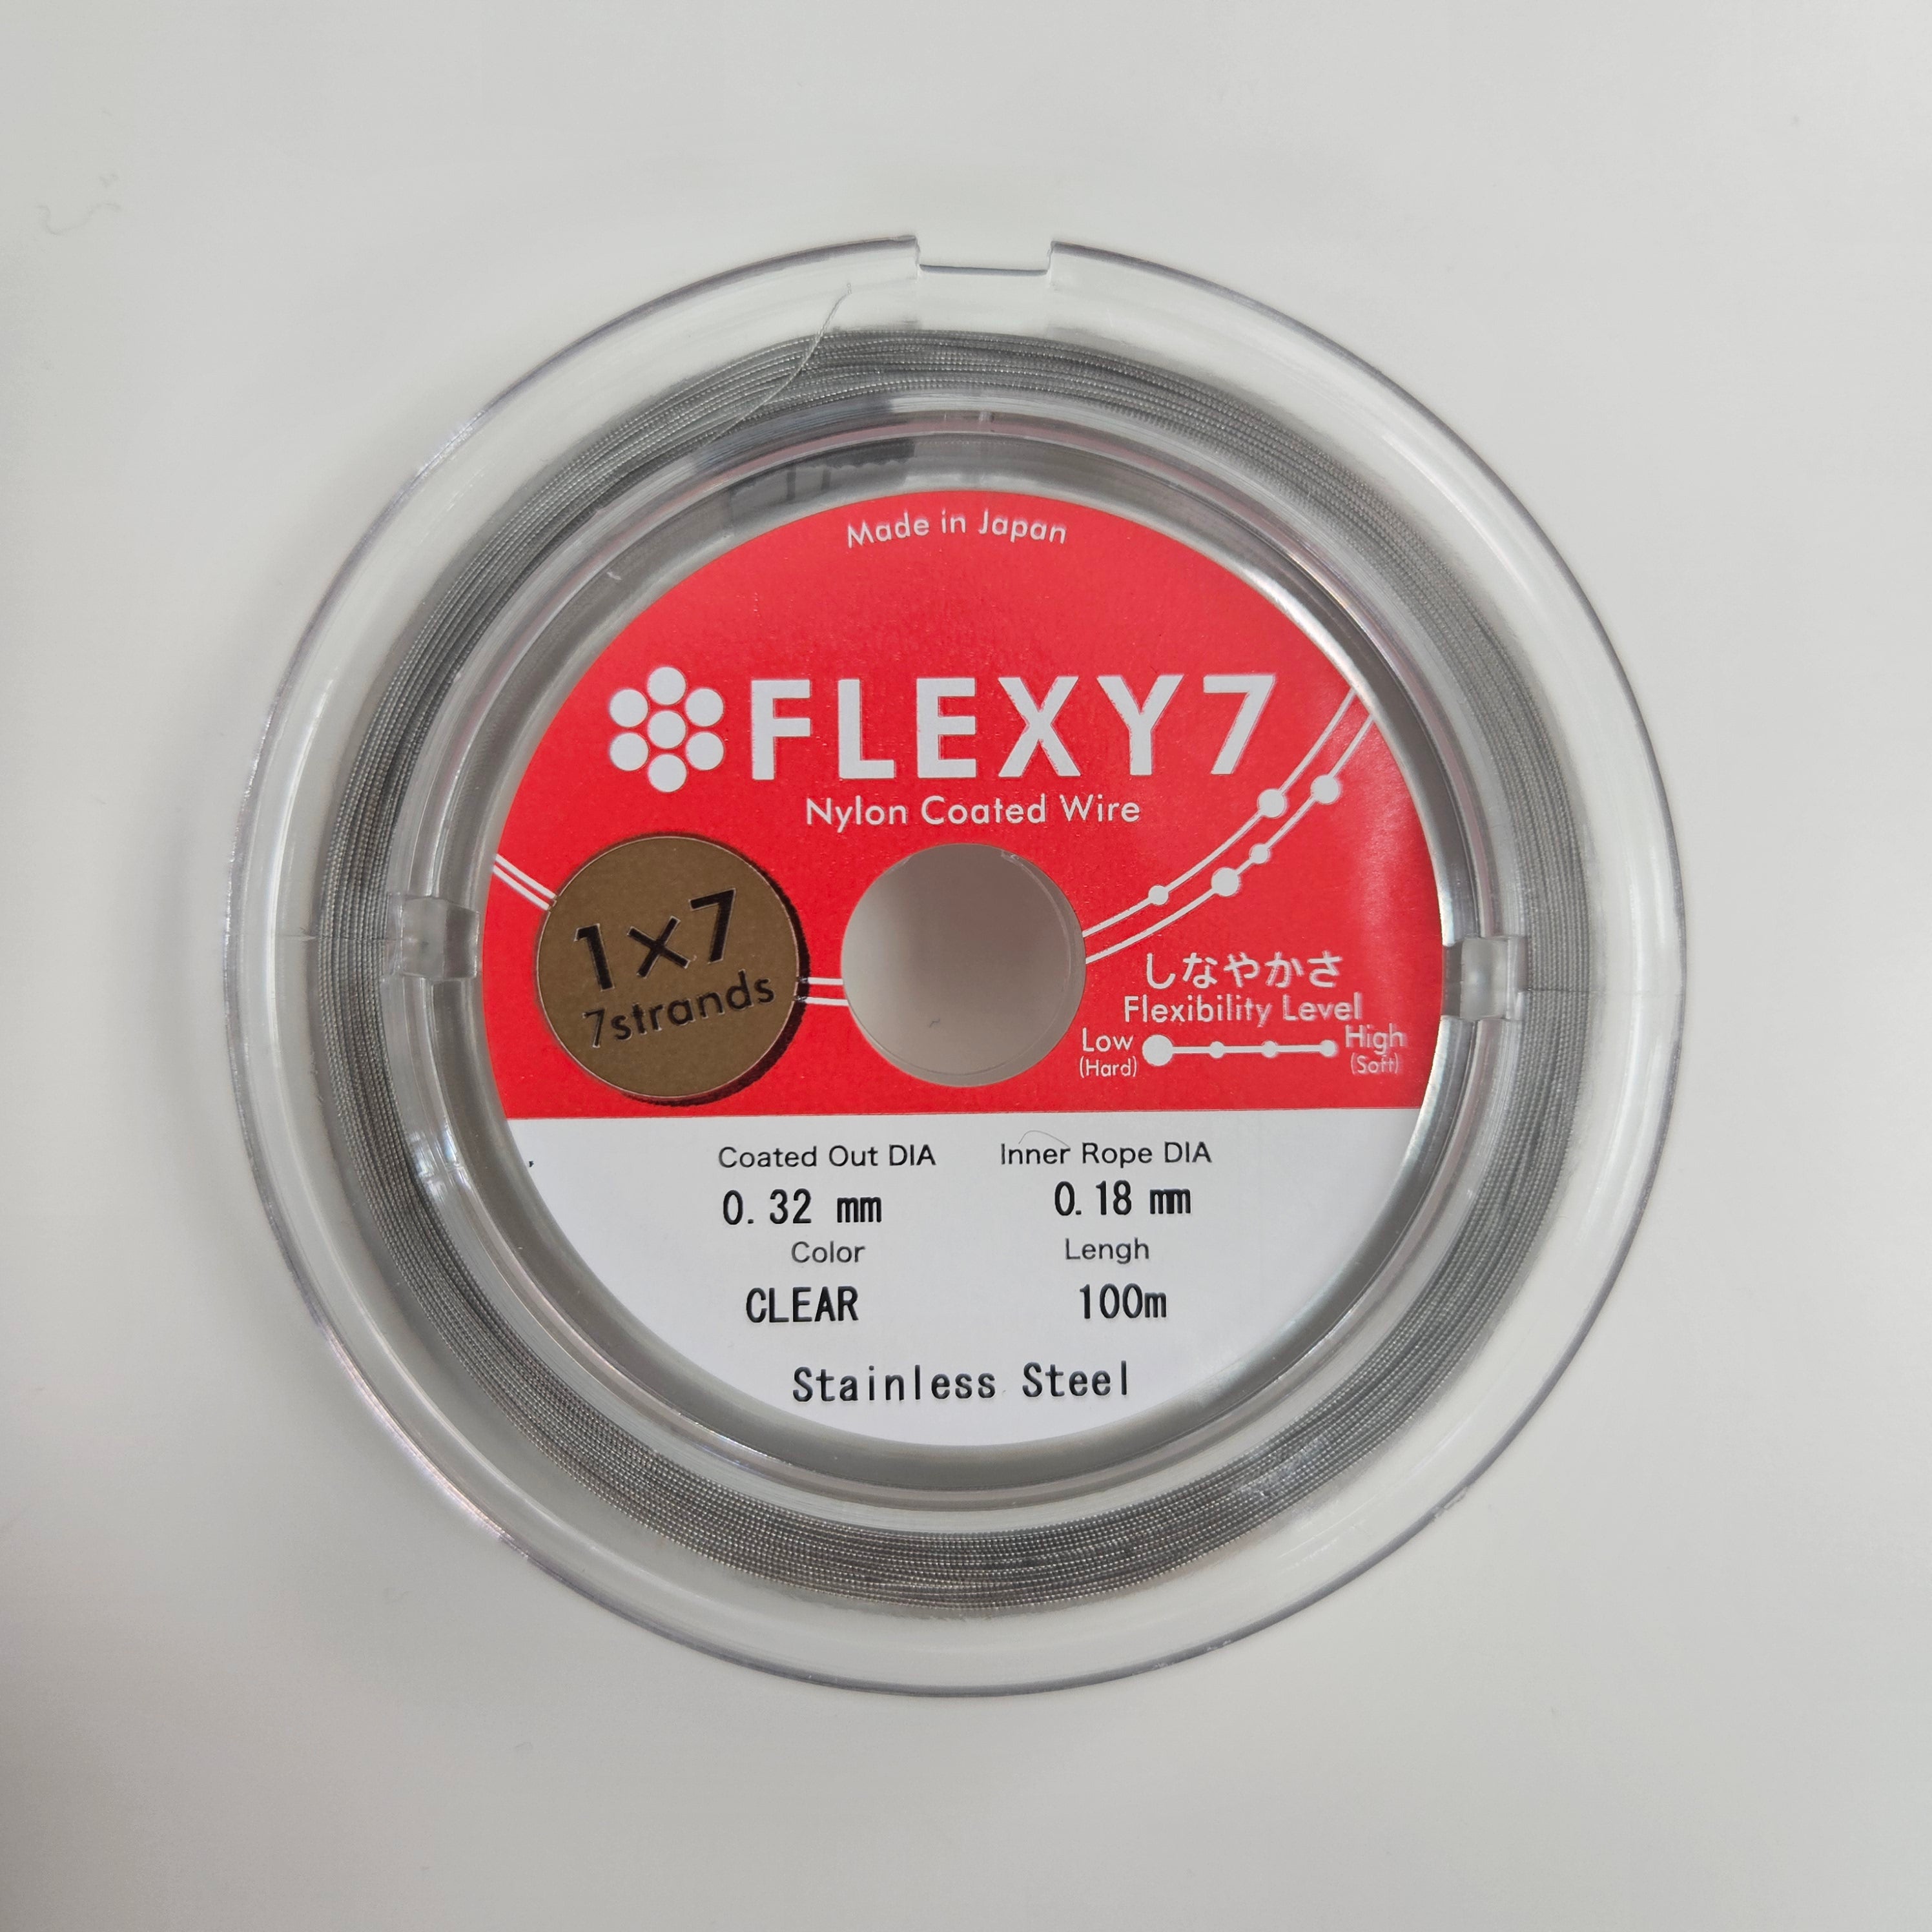 Made in Japan
FLEXY7
Nylon Coated Wire
1×7
7strands
しなやかさ
Flexibility Level
Low High
(Hard) (Soft)
Coated Out DIA Inner Rope DIA
0.32 mm 0.18 mm
Color Lengh
CLEAR 100m
Stainless Steel